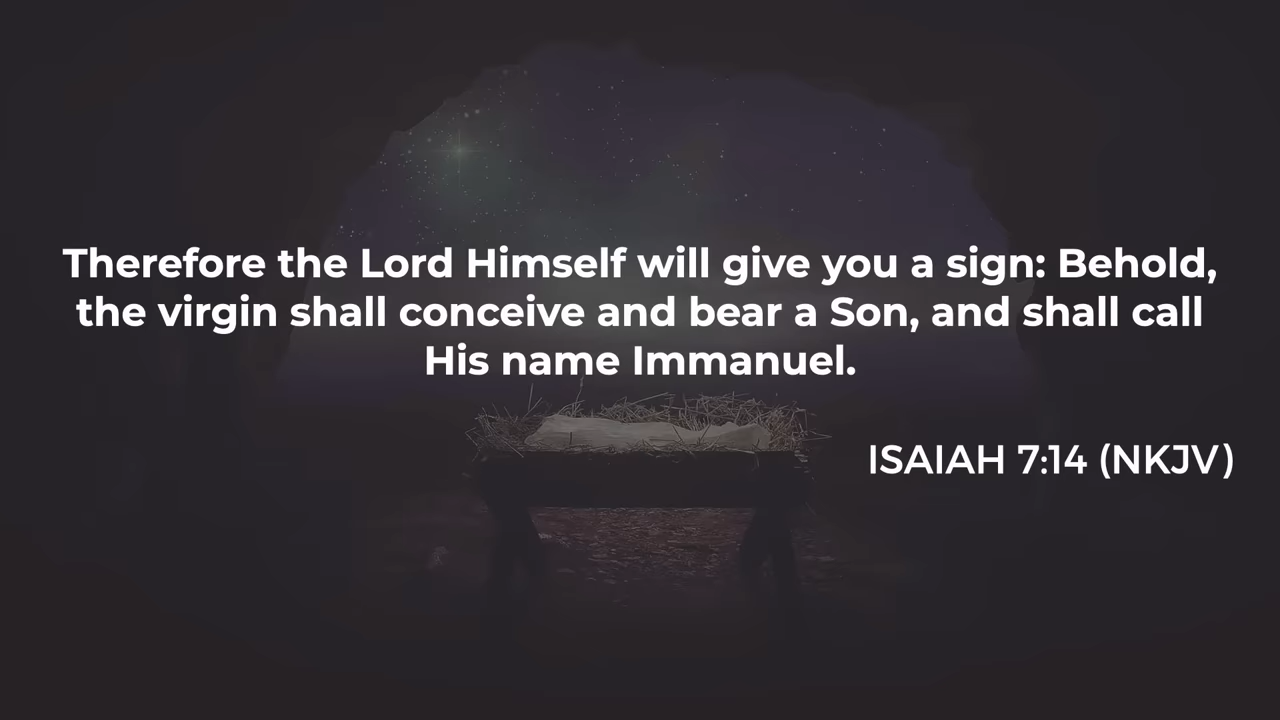 Therefore the Lord Himself will give you a sign: Behold,
the virgin shall conceive and bear a Son, and shall call
His name Immanuel.
ISAIAH 7:14 (NKJV)